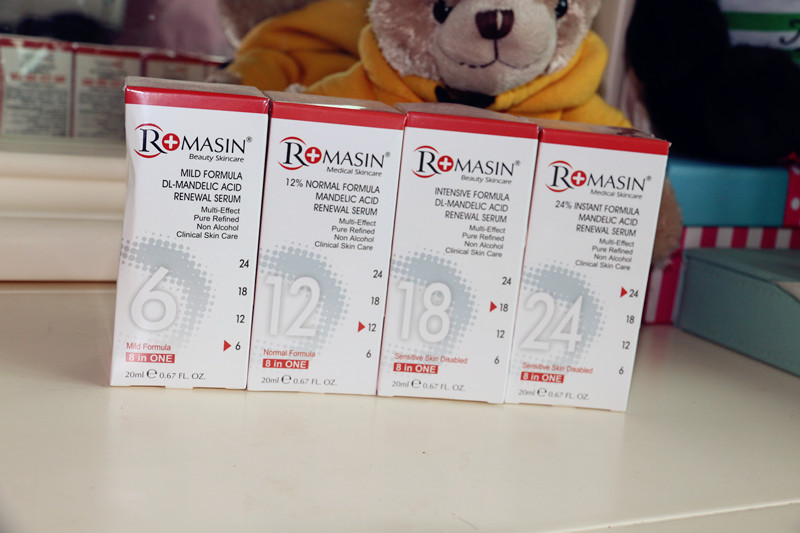 ROMASIN®
Beauty Skincare
MILD FORMULA
DL-MANDELIC ACID
RENEWAL SERUM
Multi-Effect
Pure Refined
Non Alcohol
Clinical Skin Care
24
18
12
6
6
Mild Formula
8 in ONE
20ml ℮ 0.67 FL. OZ.
ROMASIN®
Medical Skincare
12% NORMAL FORMULA
MANDELIC ACID
RENEWAL SERUM
Multi-Effect
Pure Refined
Non Alcohol
Clinical Skin Care
24
18
12
6
12
Normal Formula
8 in ONE
20ml ℮ 0.67 FL. OZ.
ROMASIN®
Beauty Skincare
INTENSIVE FORMULA
DL-MANDELIC ACID
RENEWAL SERUM
Multi-Effect
Pure Refined
Non Alcohol
Clinical Skin Care
24
18
12
6
18
Sensitive Skin Disabled
8 in ONE
20ml ℮ 0.67 FL. OZ.
ROMASIN®
Medical Skincare
24% INSTANT FORMULA
MANDELIC ACID
RENEWAL SERUM
Multi-Effect
Pure Refined
Non Alcohol
Clinical Skin Care
24
18
12
6
24
Sensitive Skin Disabled
8 in ONE
20ml ℮ 0.67 FL. OZ.